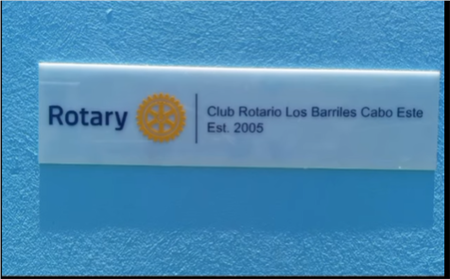 Rotary
Club Rotario Los Barriles Cabo Este
Est. 2005